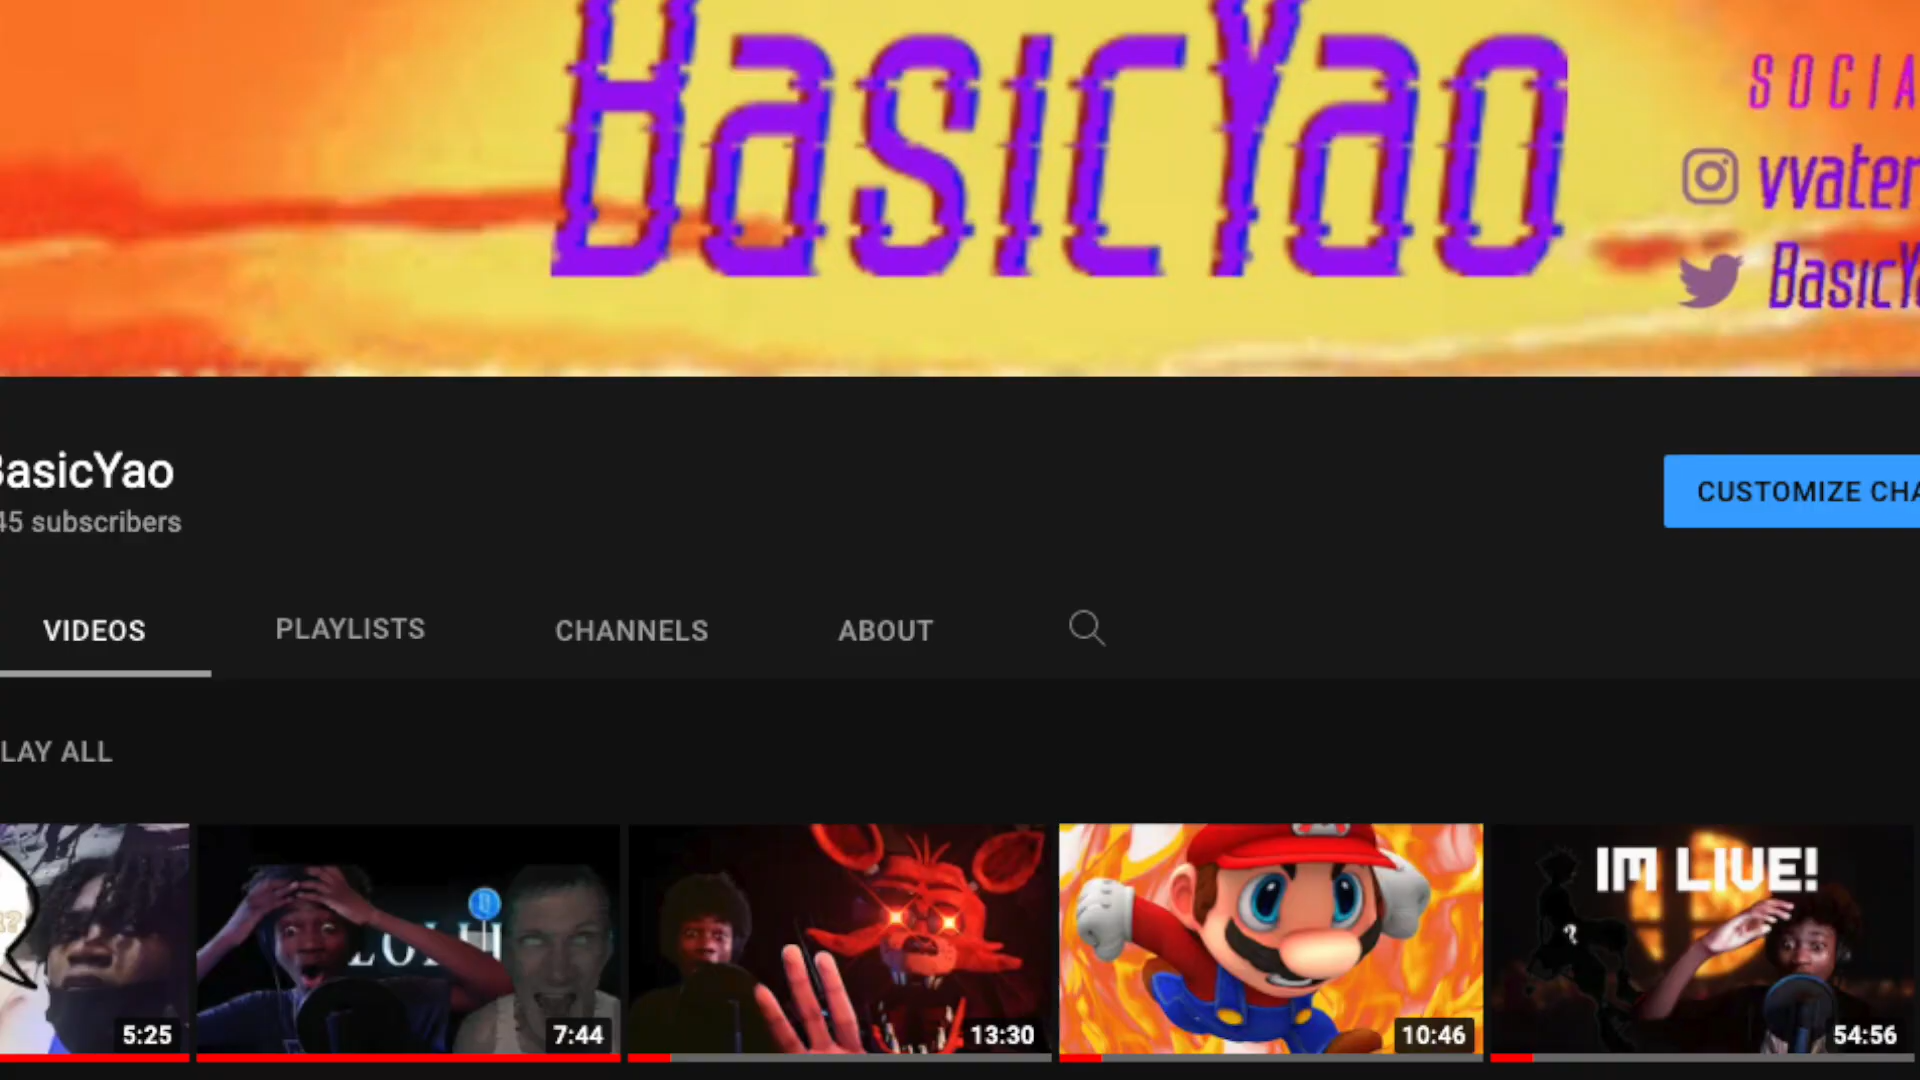 BasicYao
SOCIA
vvater
BasicY
BasicYao
45 subscribers
CUSTOMIZE CHA
VIDEOS
PLAYLISTS
CHANNELS
ABOUT
LAY ALL
IM LIVE!
?
5:25
7:44
13:30
10:46
54:56